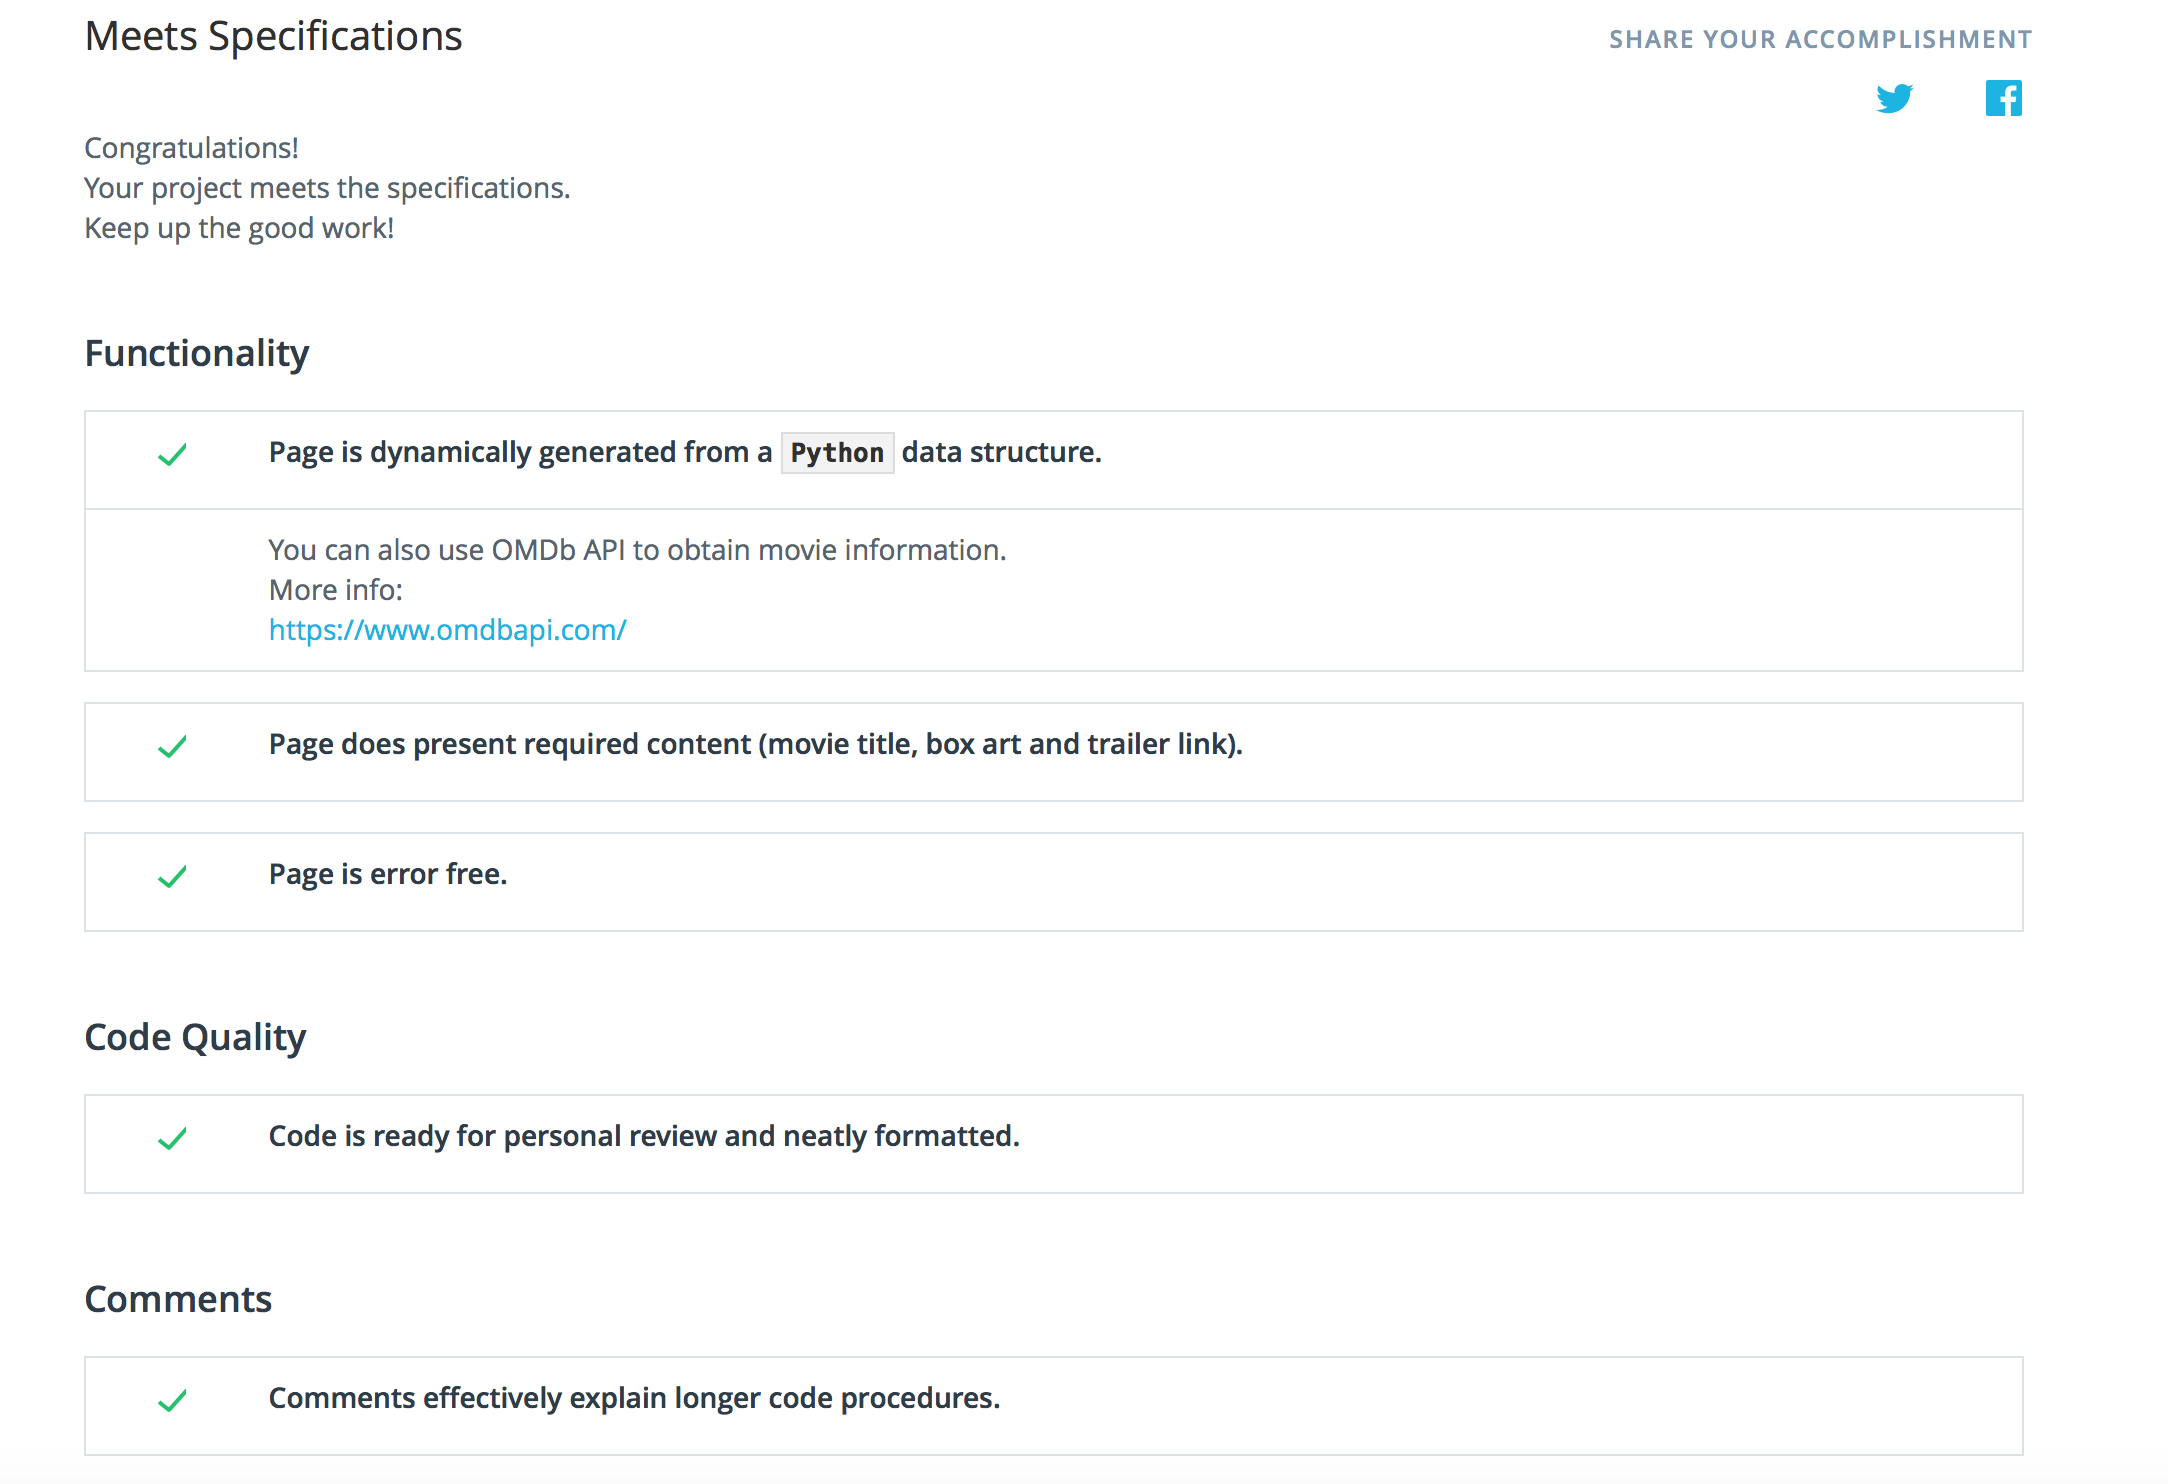 Meets Specifications
SHARE YOUR ACCOMPLISHMENT
Congratulations!
Your project meets the specifications.
Keep up the good work!
Functionality
Page is dynamically generated from a Python data structure.
You can also use OMDb API to obtain movie information.
More info:
https://www.omdbapi.com/
Page does present required content (movie title, box art and trailer link).
Page is error free.
Code Quality
Code is ready for personal review and neatly formatted.
Comments
Comments effectively explain longer code procedures.